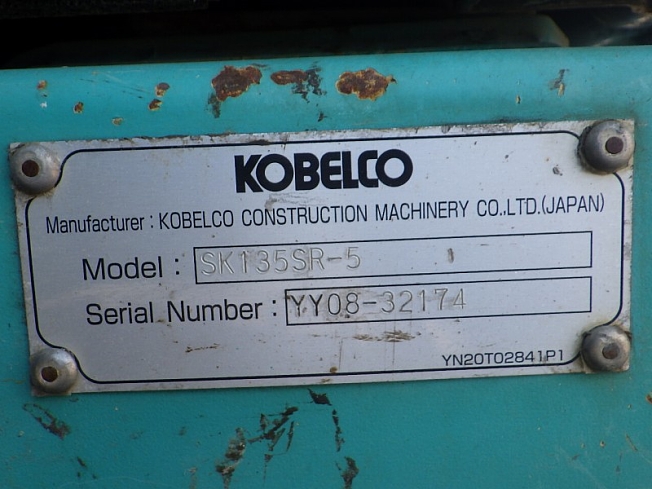 KOBELCO
Manufacturer : KOBELCO CONSTRUCTION MACHINERY CO.,LTD.(JAPAN)
Model : SK135SR-5
Serial Number : YY08-32174
YN20T02841P1